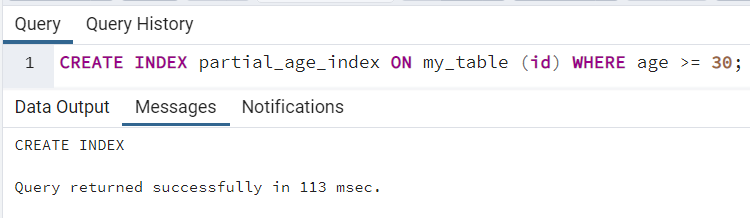 Query Query History
1 CREATE INDEX partial_age_index ON my_table (id) WHERE age >= 30;
Data Output Messages Notifications
CREATE INDEX
Query returned successfully in 113 msec.